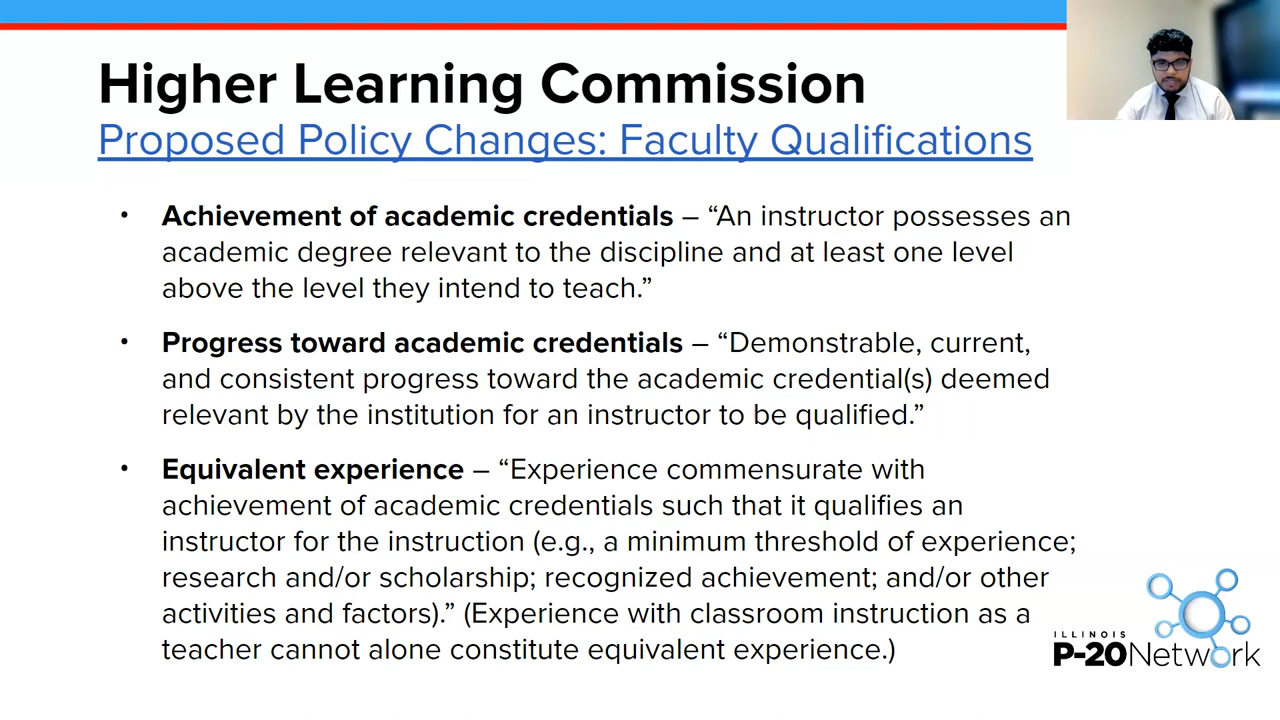 Higher Learning Commission
Proposed Policy Changes: Faculty Qualifications
• Achievement of academic credentials – “An instructor possesses an
academic degree relevant to the discipline and at least one level
above the level they intend to teach.”
• Progress toward academic credentials – “Demonstrable, current,
and consistent progress toward the academic credential(s) deemed
relevant by the institution for an instructor to be qualified.”
• Equivalent experience – “Experience commensurate with
achievement of academic credentials such that it qualifies an
instructor for the instruction (e.g., a minimum threshold of experience;
research and/or scholarship; recognized achievement; and/or other
activities and factors).” (Experience with classroom instruction as a
teacher cannot alone constitute equivalent experience.)
ILLINOIS
P-20 Network